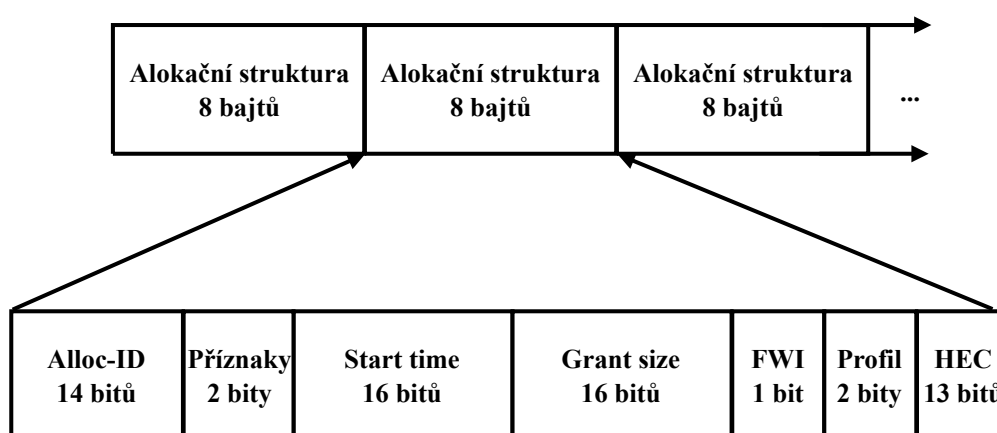 Alokační struktura
8 bajtů
Alokační struktura
8 bajtů
Alokační struktura
8 bajtů
...
Alloc-ID
14 bitů
Příznaky
2 bity
Start time
16 bitů
Grant size
16 bitů
FWI
1 bit
Profil
2 bity
HEC
13 bitů